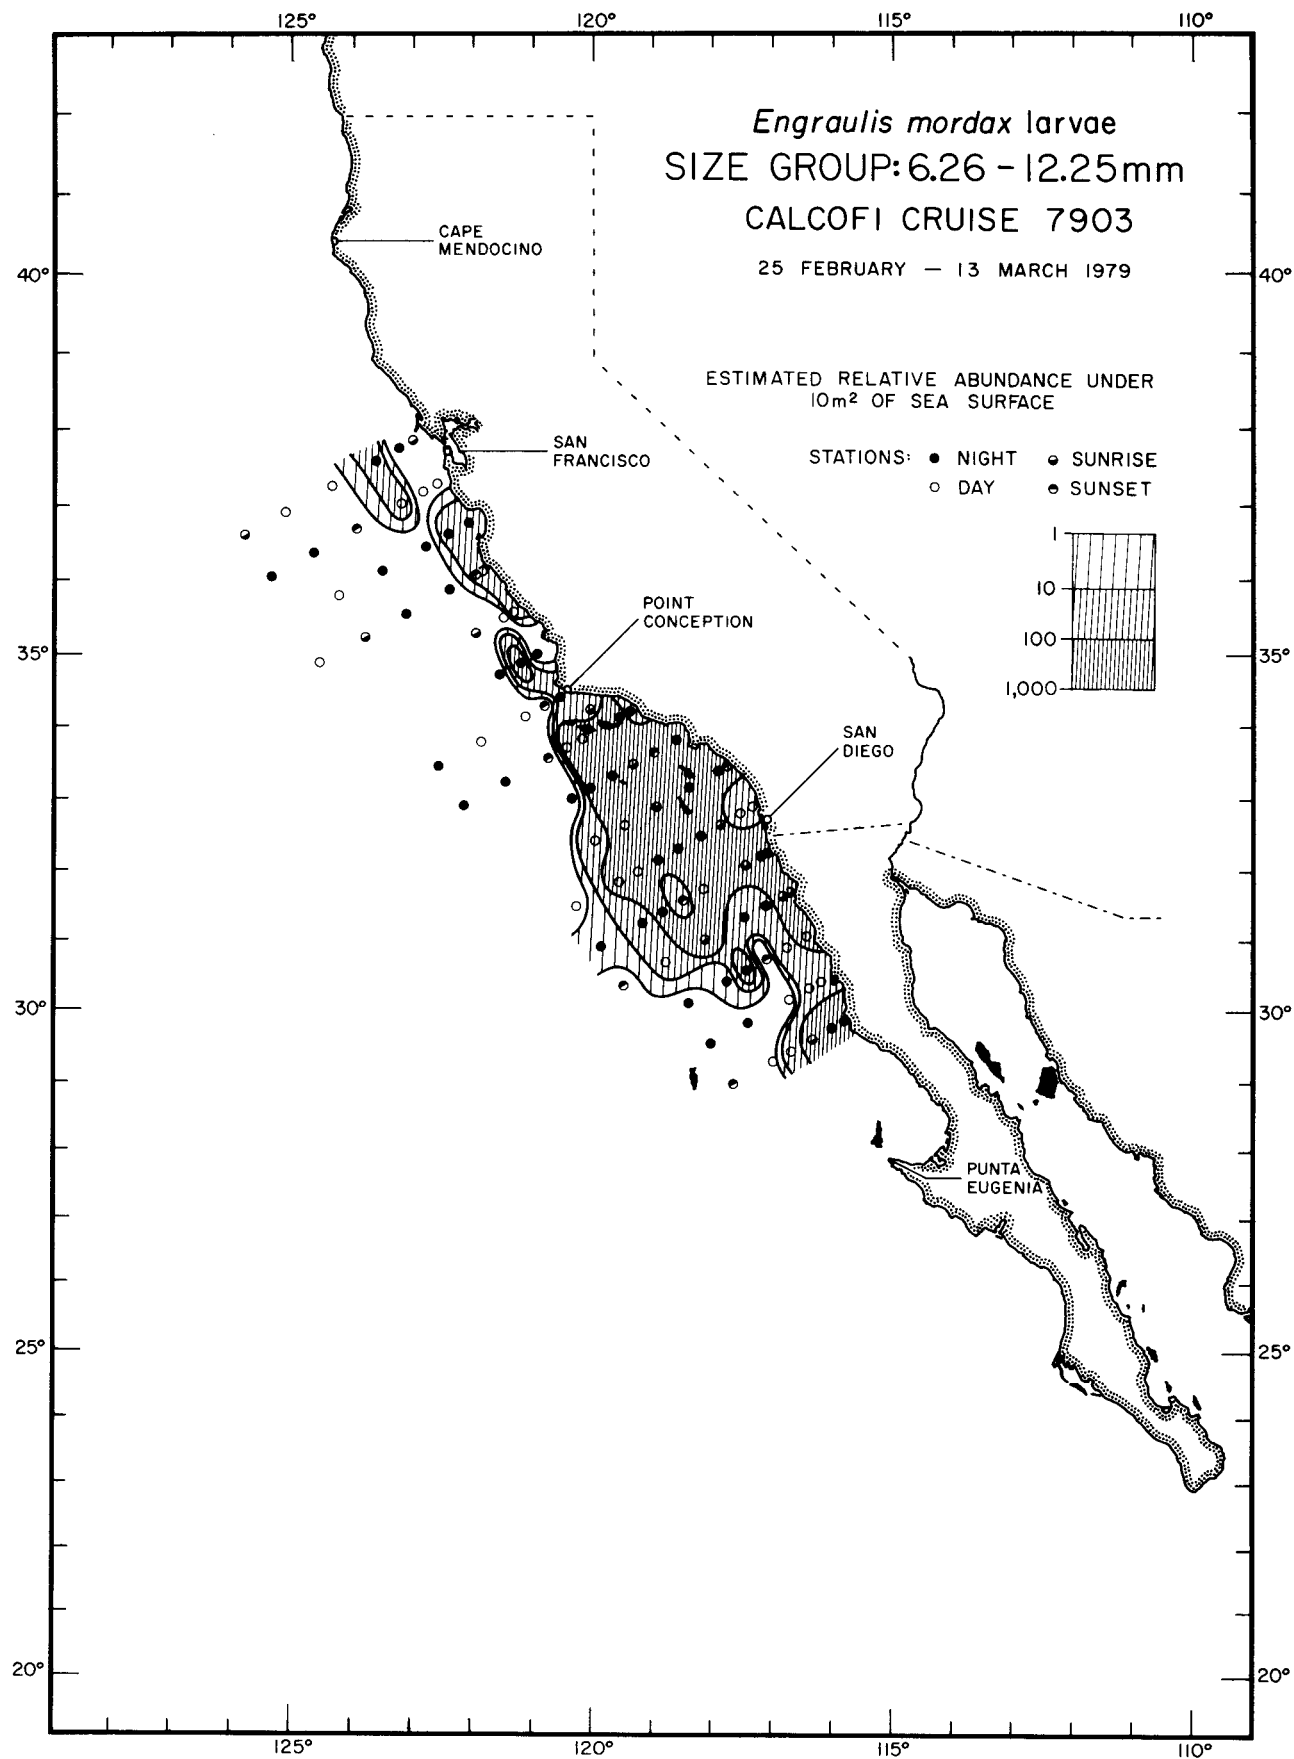 125° 120° 115° 110°
Engraulis mordax larvae
SIZE GROUP: 6.26 – 12.25mm
CALCOFI CRUISE 7903
25 FEBRUARY – 13 MARCH 1979
CAPE
MENDOCINO
40° 40°
ESTIMATED RELATIVE ABUNDANCE UNDER
10m² OF SEA SURFACE
STATIONS: ● NIGHT SUNRISE
○ DAY SUNSET
SAN
FRANCISCO
1
10
100
1,000
POINT
CONCEPTION
35° 35°
SAN
DIEGO
30° 30°
PUNTA
EUGENIA
25° 25°
20° 20°
125° 120° 115° 110°